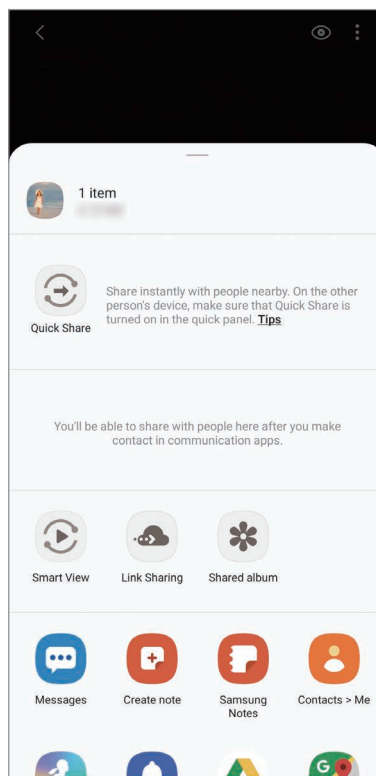 1 item
Quick Share
Share instantly with people nearby. On the other
person's device, make sure that Quick Share is
turned on in the quick panel. Tips
You'll be able to share with people here after you make
contact in communication apps.
Smart View
Link Sharing
Shared album
Messages
Create note
Samsung
Notes
Contacts > Me
G